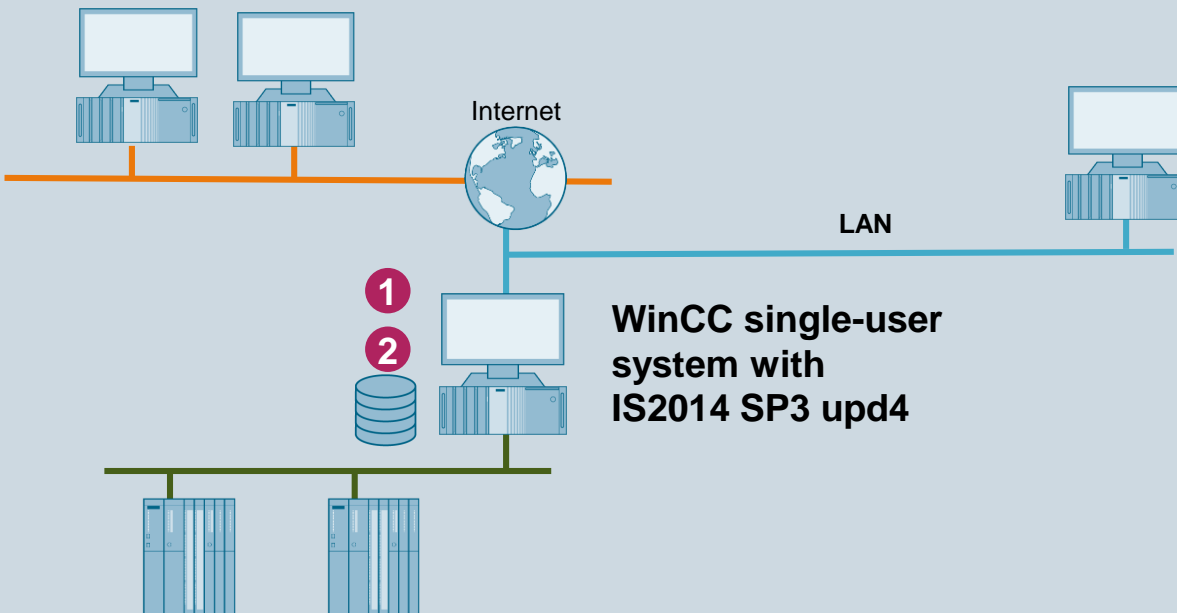 Internet
LAN
1
2
WinCC single-user
system with
IS2014 SP3 upd4